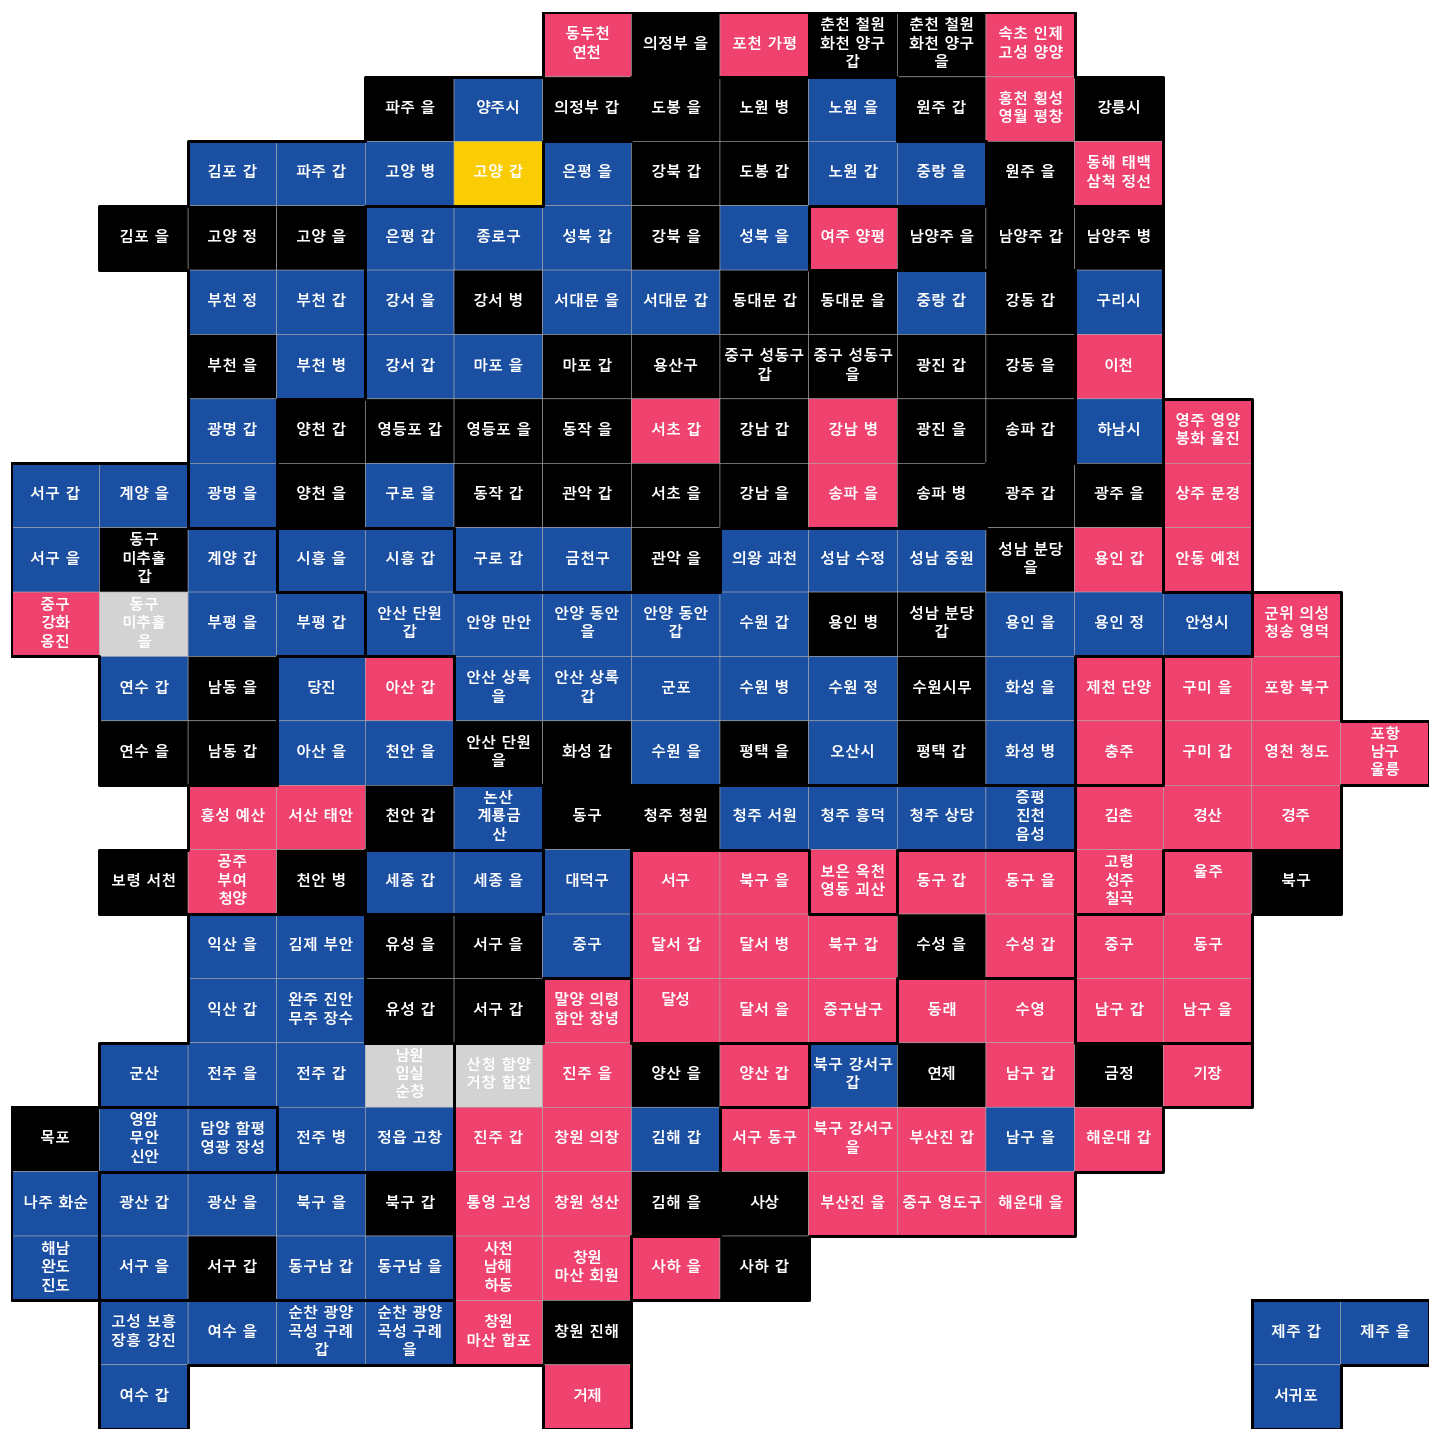 동두천
연천
의정부 을
포천 가평
춘천 철원
화천 양구
갑
춘천 철원
화천 양구
을
속초 인제
고성 양양
파주 을
양주시
의정부 갑
도봉 을
노원 병
노원 을
원주 갑
홍천 횡성
영월 평창
강릉시
김포 갑
파주 갑
고양 병
고양 갑
은평 을
강북 갑
도봉 갑
노원 갑
중랑 을
원주 을
동해 태백
삼척 정선
김포 을
고양 정
고양 을
은평 갑
종로구
성북 갑
강북 을
성북 을
여주 양평
남양주 을
남양주 갑
남양주 병
부천 정
부천 갑
강서 을
강서 병
서대문 을
서대문 갑
동대문 갑
동대문 을
중랑 갑
강동 갑
구리시
부천 을
부천 병
강서 갑
마포 을
마포 갑
용산구
중구 성동구
갑
중구 성동구
을
광진 갑
강동 을
이천
광명 갑
양천 갑
영등포 갑
영등포 을
동작 을
서초 갑
강남 갑
강남 병
광진 을
송파 갑
하남시
영주 영양
봉화 울진
서구 갑
계양 을
광명 을
양천 을
구로 을
동작 갑
관악 갑
서초 을
강남 을
송파 을
송파 병
광주 갑
광주 을
상주 문경
서구 을
동구
미추홀
갑
계양 갑
시흥 을
시흥 갑
구로 갑
금천구
관악 을
의왕 과천
성남 수정
성남 중원
성남 분당
을
용인 갑
안동 예천
중구
강화
옹진
동구
미추홀
을
부평 을
부평 갑
안산 단원
갑
안양 만안
안양 동안
을
안양 동안
갑
수원 갑
용인 병
성남 분당
갑
용인 을
용인 정
안성시
군위 의성
청송 영덕
연수 갑
남동 을
당진
아산 갑
안산 상록
을
안산 상록
갑
군포
수원 병
수원 정
수원시무
화성 을
제천 단양
구미 을
포항 북구
연수 을
남동 갑
아산 을
천안 을
안산 단원
을
화성 갑
수원 을
평택 을
오산시
평택 갑
화성 병
충주
구미 갑
영천 청도
포항
남구
울릉
홍성 예산
서산 태안
천안 갑
논산
계룡금
산
동구
청주 청원
청주 서원
청주 흥덕
청주 상당
증평
진천
음성
김촌
경산
경주
보령 서천
공주
부여
청양
천안 병
세종 갑
세종 을
대덕구
서구
북구 을
보은 옥천
영동 괴산
동구 갑
동구 을
고령
성주
칠곡
울주
북구
익산 을
김제 부안
유성 을
서구 을
중구
달서 갑
달서 병
북구 갑
수성 을
수성 갑
중구
동구
익산 갑
완주 진안
무주 장수
유성 갑
서구 갑
말양 의령
함안 창녕
달성
달서 을
중구남구
동래
수영
남구 갑
남구 을
군산
전주 을
전주 갑
남원
임실
순창
산청 함양
거창 합천
진주 을
양산 을
양산 갑
북구 강서구
갑
연제
남구 갑
금정
기장
목포
영암
무안
신안
담양 함평
영광 장성
전주 병
정읍 고창
진주 갑
창원 의창
김해 갑
서구 동구
북구 강서구
을
부산진 갑
남구 을
해운대 갑
나주 화순
광산 갑
광산 을
북구 을
북구 갑
통영 고성
창원 성산
김해 을
사상
부산진 을
중구 영도구
해운대 을
해남
완도
진도
서구 을
서구 갑
동구남 갑
동구남 을
사천
남해
하동
창원
마산 회원
사하 을
사하 갑
고성 보흥
장흥 강진
여수 을
순찬 광양
곡성 구례
갑
순찬 광양
곡성 구례
을
창원
마산 합포
창원 진해
제주 갑
제주 을
여수 갑
거제
서귀포